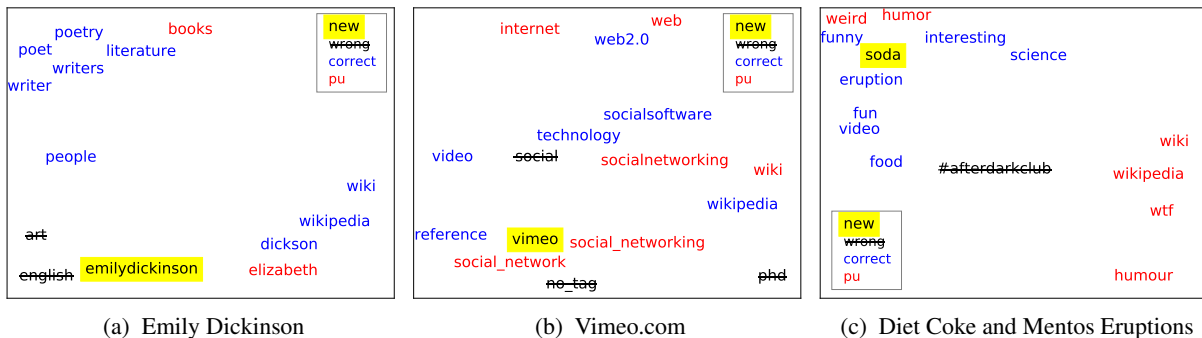 poetry
books
poet
literature
writers
writer
people
wiki
wikipedia
art
dickson
english
emilydickinson
elizabeth
new
wrong
correct
pu
(a) Emily Dickinson
internet
web
web2.0
socialsoftware
technology
video
social
socialnetworking
wiki
wikipedia
reference
vimeo
social_networking
social_network
no_tag
phd
new
wrong
correct
pu
(b) Vimeo.com
weird
humor
funny
interesting
soda
science
eruption
fun
video
wiki
food
#afterdarkclub
wikipedia
wtf
humour
new
wrong
correct
pu
(c) Diet Coke and Mentos Eruptions